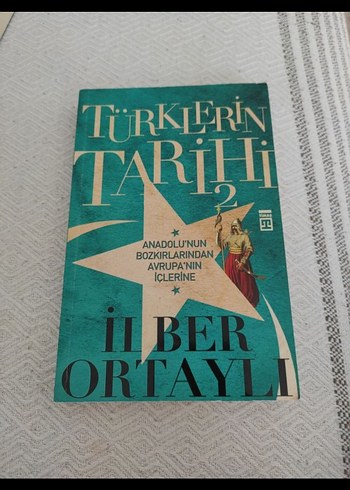 TÜRKLERİN
TARİHİ
2
ANADOLU'NUN
BOZKIRLARINDAN
AVRUPA'NIN
İÇLERİNE
İLBER
ORTAYLI